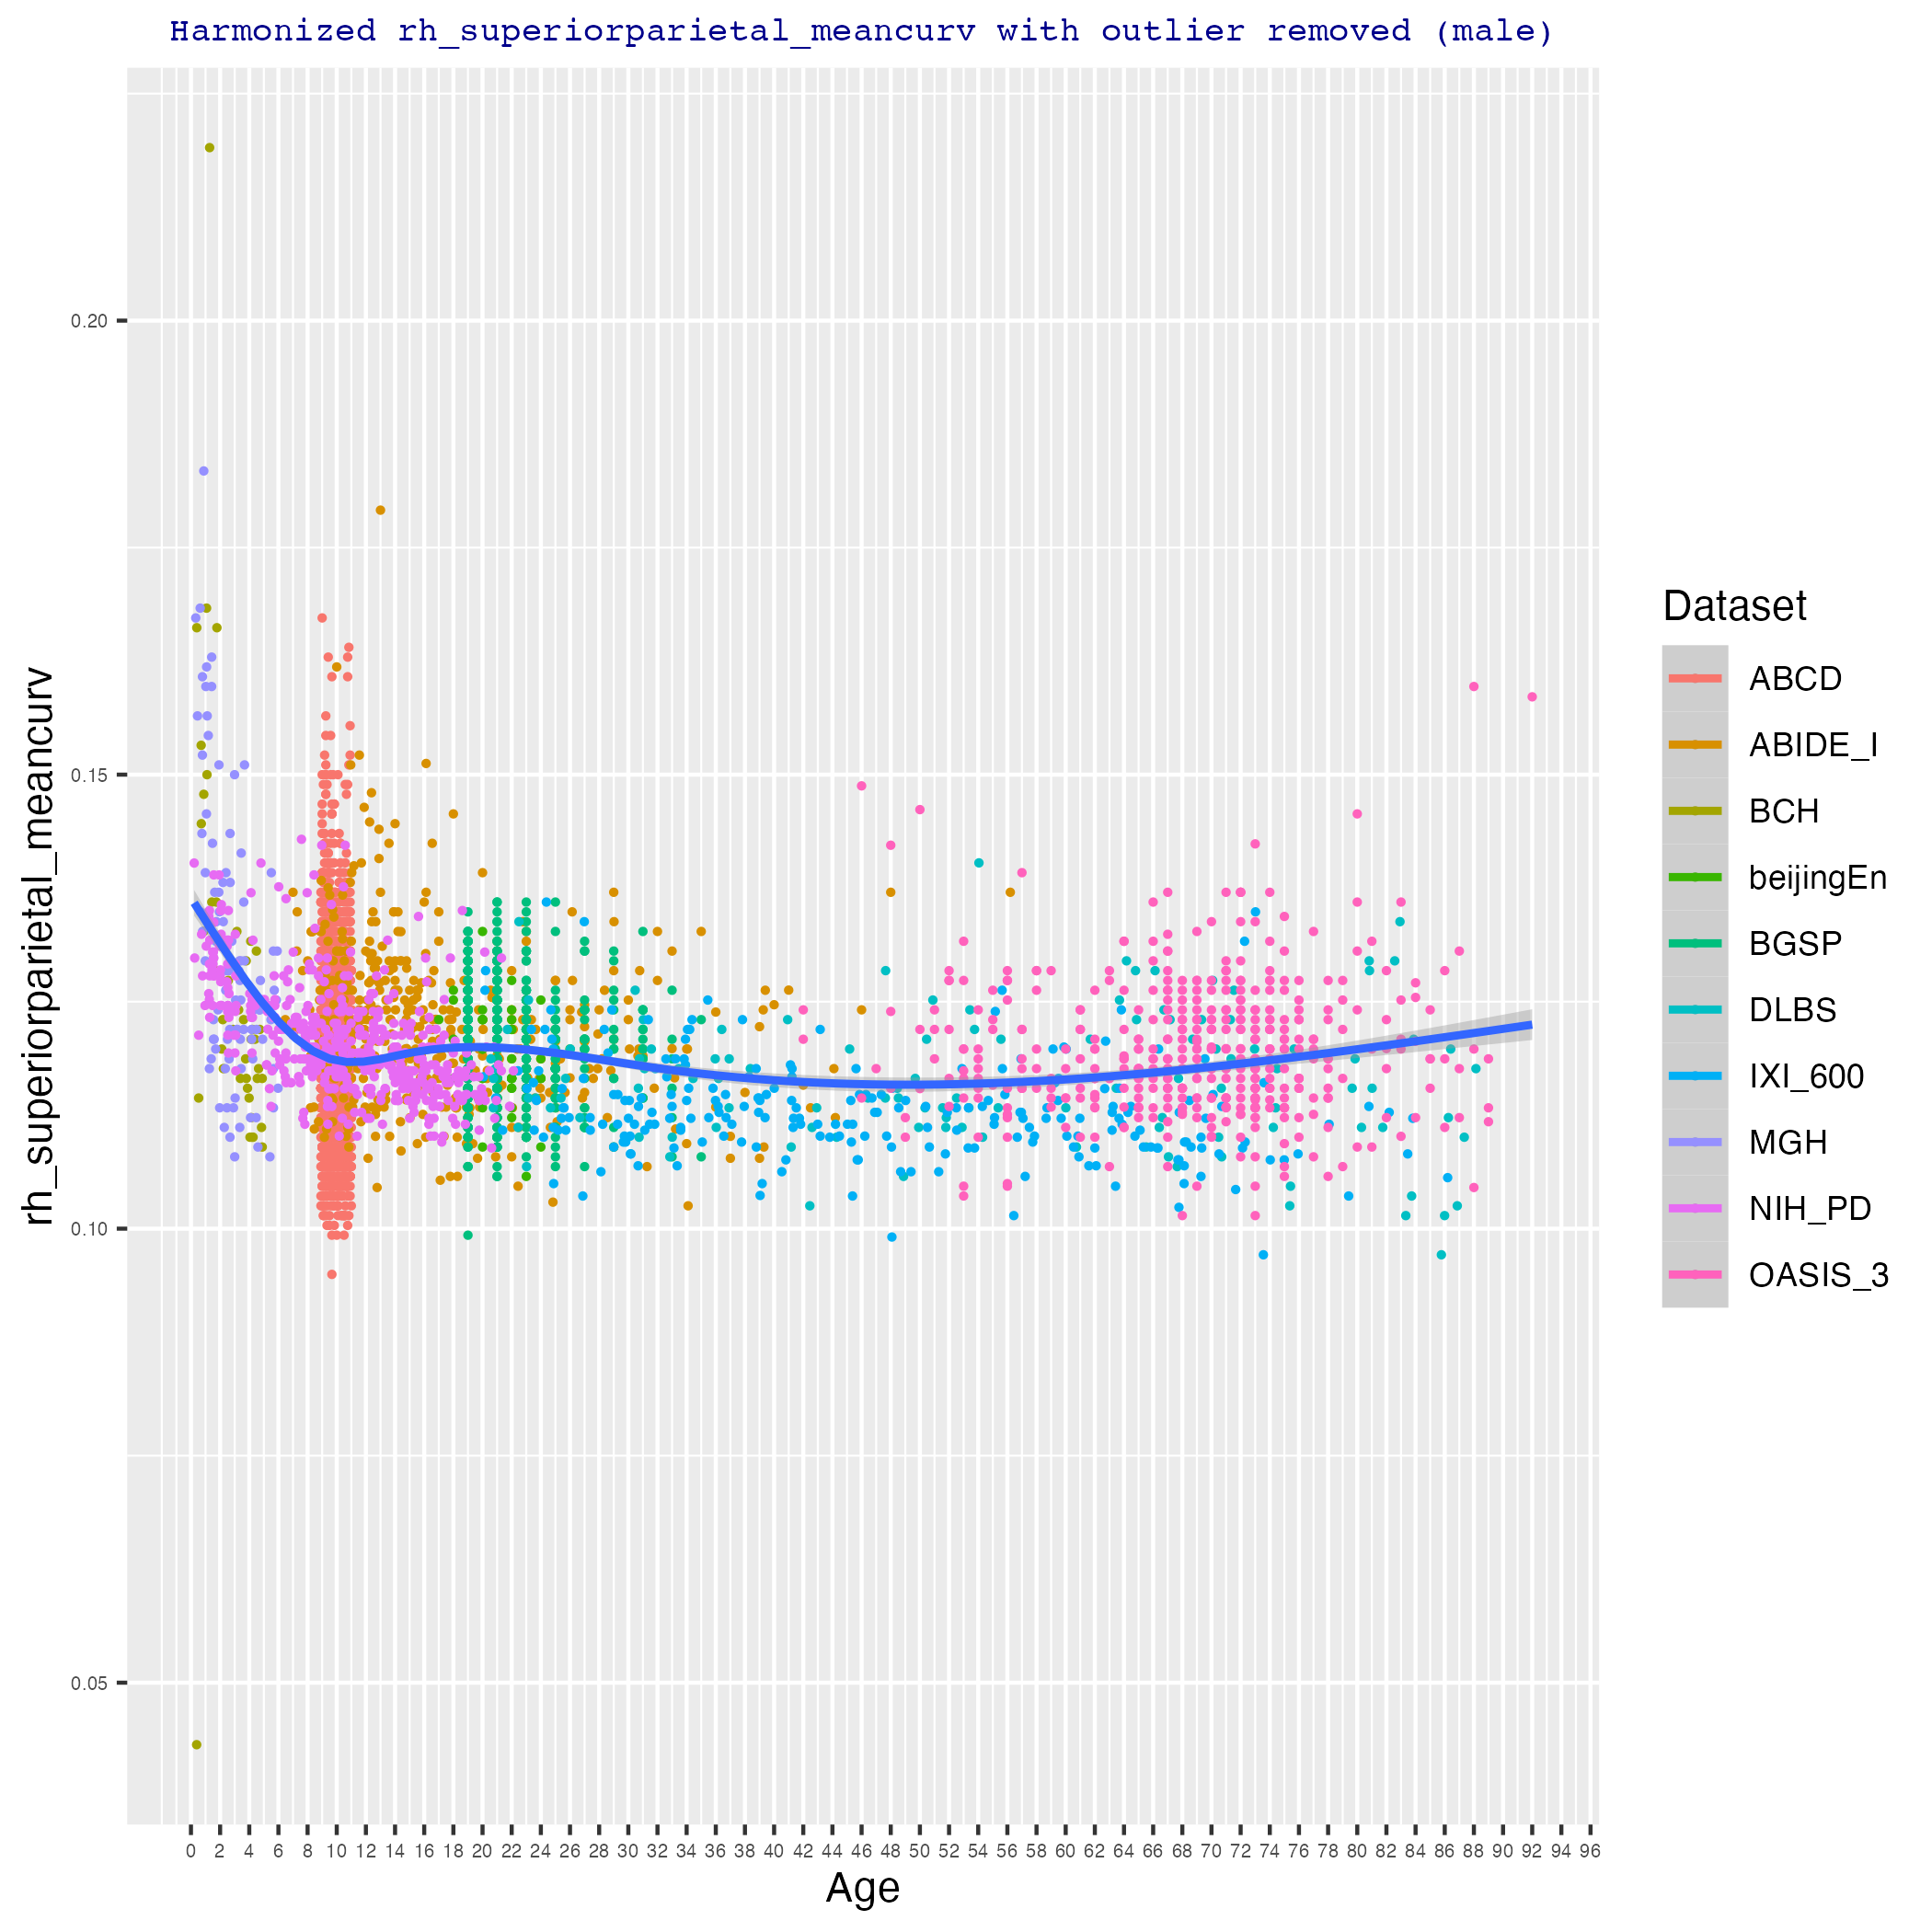 Harmonized rh_superiorparietal_meancurv with outlier removed (male)
rh_superiorparietal_meancurv
0.20
0.15
0.10
0.05
0 2 4 6 8 10 12 14 16 18 20 22 24 26 28 30 32 34 36 38 40 42 44 46 48 50 52 54 56 58 60 62 64 66 68 70 72 74 76 78 80 82 84 86 88 90 92 94 96
Age
Dataset
ABCD
ABIDE_I
BCH
beijingEn
BGSP
DLBS
IXI_600
MGH
NIH_PD
OASIS_3